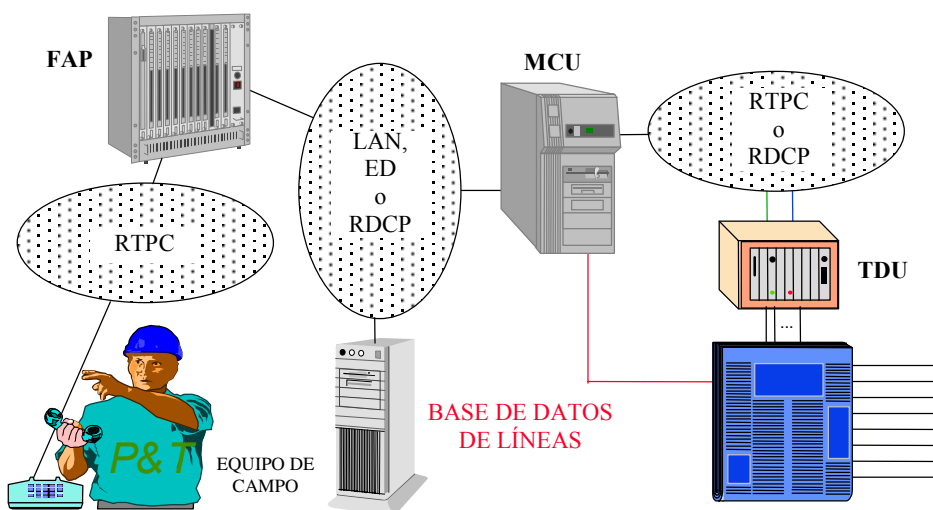 FAP
MCU
RTPC
o
RDCP
LAN,
ED
o
RDCP
RTPC
TDU
...
BASE DE DATOS
DE LÍNEAS
P&T
EQUIPO DE
CAMPO